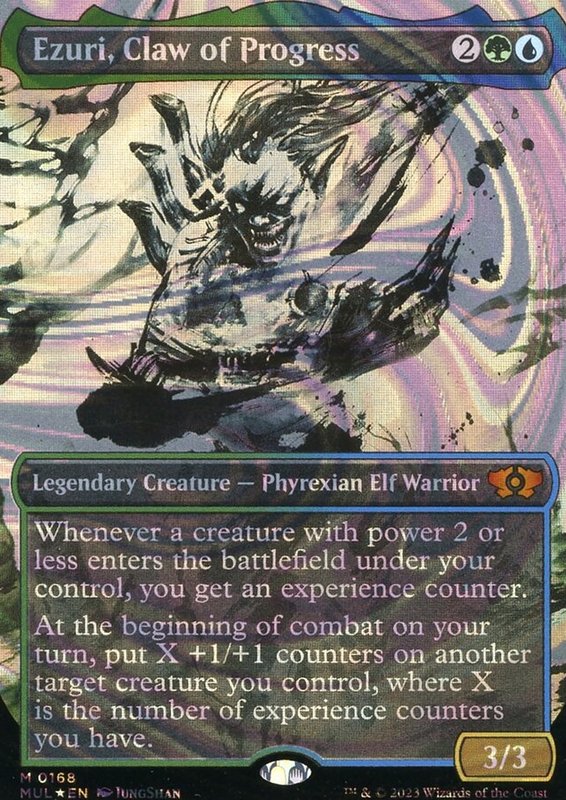 Ezuri, Claw of Progress 2
Legendary Creature — Phyrexian Elf Warrior
Whenever a creature with power 2 or
less enters the battlefield under your
control, you get an experience counter.
At the beginning of combat on your
turn, put X +1/+1 counters on another
target creature you control, where X
is the number of experience counters
you have.
3/3
M 0168
MUL★EN JungShan
™ & © 2023 Wizards of the Coast